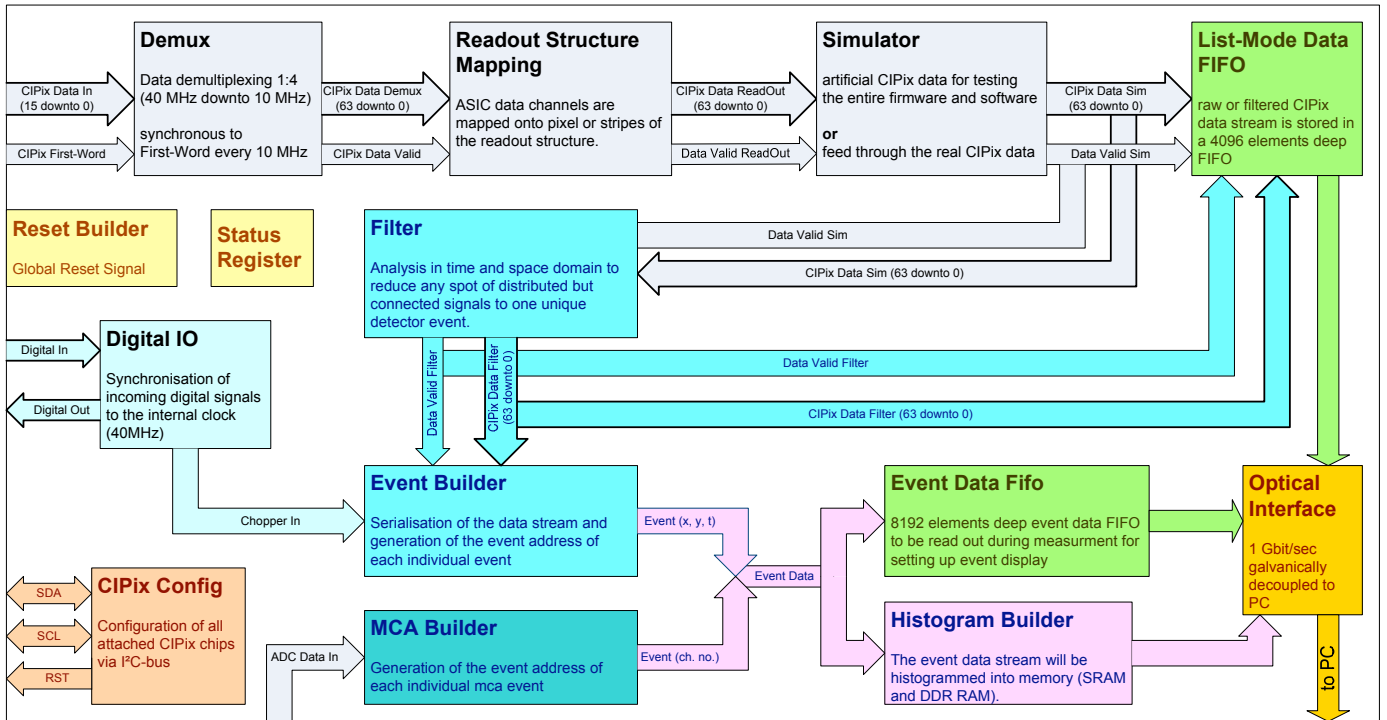 Demux
Data demultiplexing 1:4
(40 MHz downto 10 MHz)
synchronous to
First-Word every 10 MHz
CIPix Data In
(15 downto 0)
CIPix First-Word
CIPix Data Demux
(63 downto 0)
CIPix Data Valid
Readout Structure
Mapping
ASIC data channels are
mapped onto pixel or stripes of
the readout structure.
CIPix Data ReadOut
(63 downto 0)
Data Valid ReadOut
Simulator
artificial CIPix data for testing
the entire firmware and software
or
feed through the real CIPix data
CIPix Data Sim
(63 downto 0)
Data Valid Sim
List-Mode Data
FIFO
raw or filtered CIPix
data stream is stored in
a 4096 elements deep
FIFO
Reset Builder
Global Reset Signal
Status
Register
Filter
Analysis in time and space domain to
reduce any spot of distributed but
connected signals to one unique
detector event.
Data Valid Sim
CIPix Data Sim (63 downto 0)
Digital In
Digital Out
Digital IO
Synchronisation of
incoming digital signals
to the internal clock
(40MHz)
Data Valid Filter
CIPix Data Filter
(63 downto 0)
Data Valid Filter
CIPix Data Filter (63 downto 0)
Chopper In
Event Builder
Serialisation of the data stream and
generation of the event address of
each individual event
Event (x, y, t)
Event Data
Event Data Fifo
8192 elements deep event data FIFO
to be read out during measurment for
setting up event display
Optical
Interface
1 Gbit/sec
galvanically
decoupled to
PC
SDA
SCL
RST
CIPix Config
Configuration of all
attached CIPix chips
via I²C-bus
ADC Data In
MCA Builder
Generation of the event address of
each individual mca event
Event (ch. no.)
Histogram Builder
The event data stream will be
histogrammed into memory (SRAM
and DDR RAM).
to PC